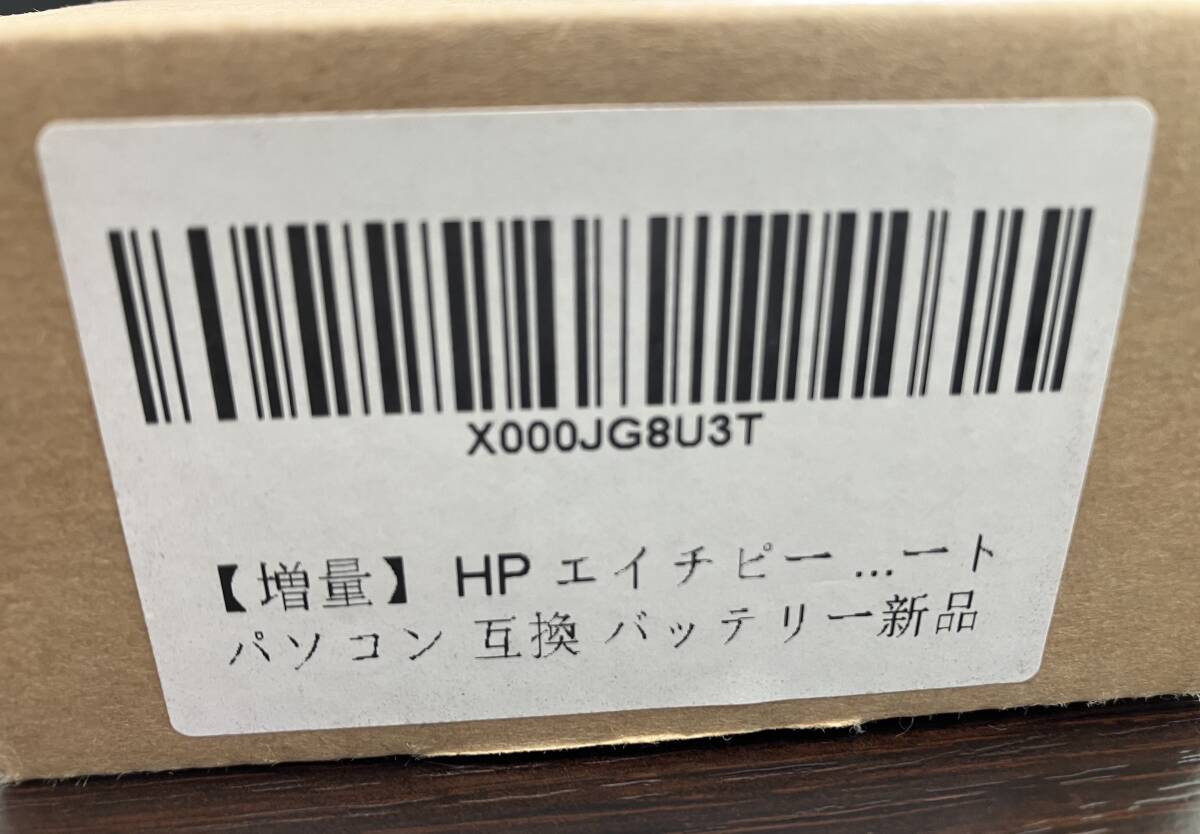 X000JG8U3T
【増量】 HP エイチピー ...ート
パソコン 互換 バッテリー新品